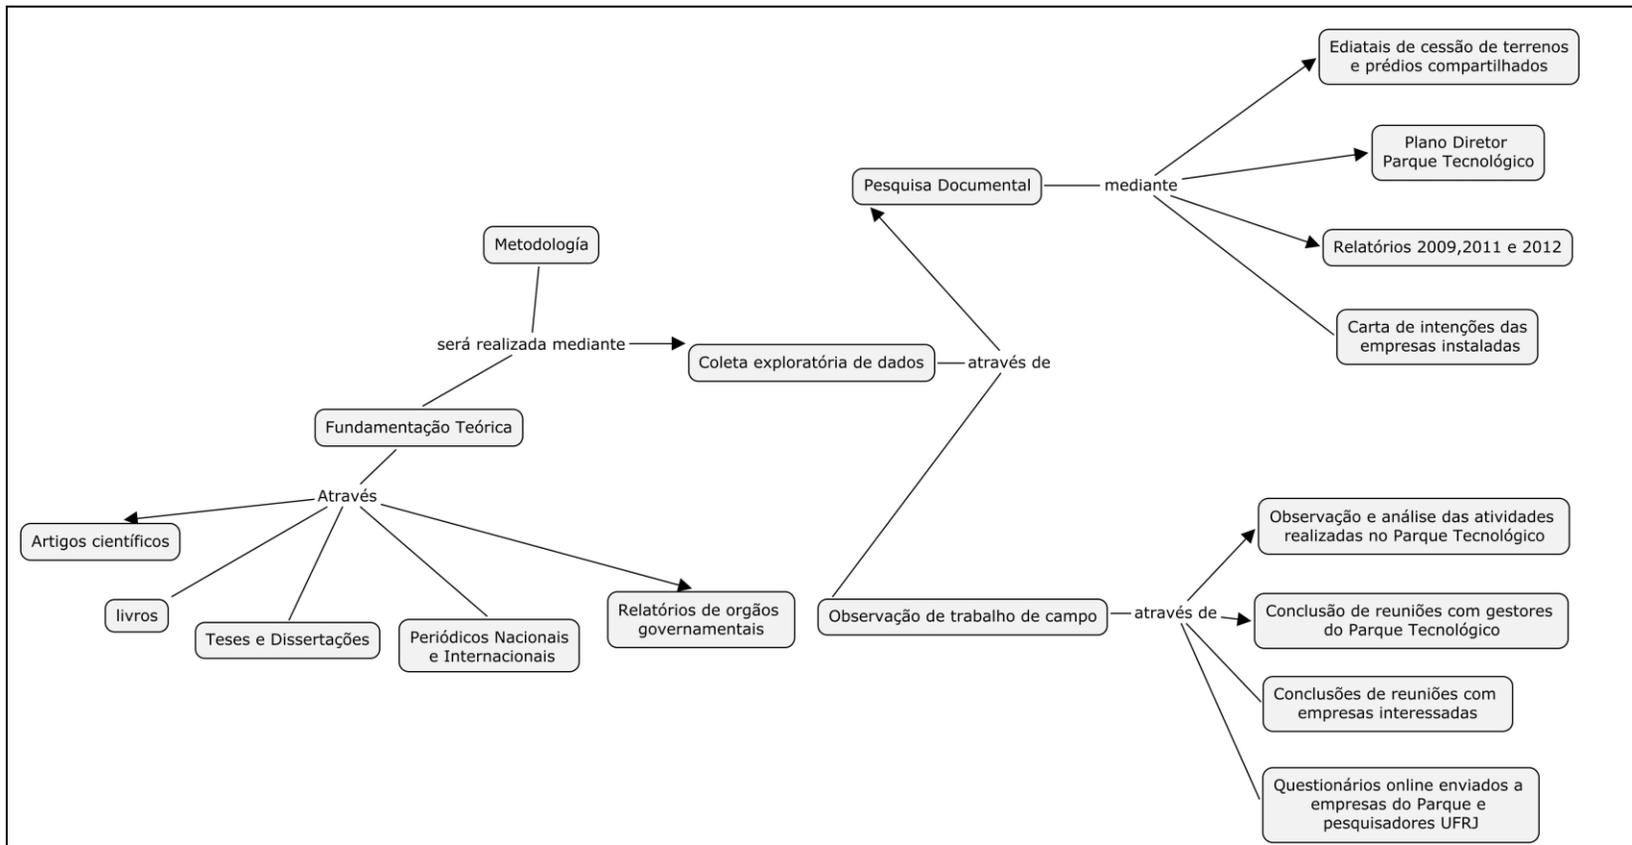 Metodología
será realizada mediante
Fundamentação Teórica
Através
Artigos científicos
livros
Teses e Dissertações
Periódicos Nacionais
e Internacionais
Relatórios de orgãos
governamentais
Coleta exploratória de dados
através de
Pesquisa Documental
mediante
Ediatais de cessão de terrenos
e prédios compartilhados
Plano Diretor
Parque Tecnológico
Relatórios 2009,2011 e 2012
Carta de intenções das
empresas instaladas
Observação de trabalho de campo
através de
Observação e análise das atividades
realizadas no Parque Tecnológico
Conclusão de reuniões com gestores
do Parque Tecnológico
Conclusões de reuniões com
empresas interessadas
Questionários online enviados a
empresas do Parque e
pesquisadores UFRJ